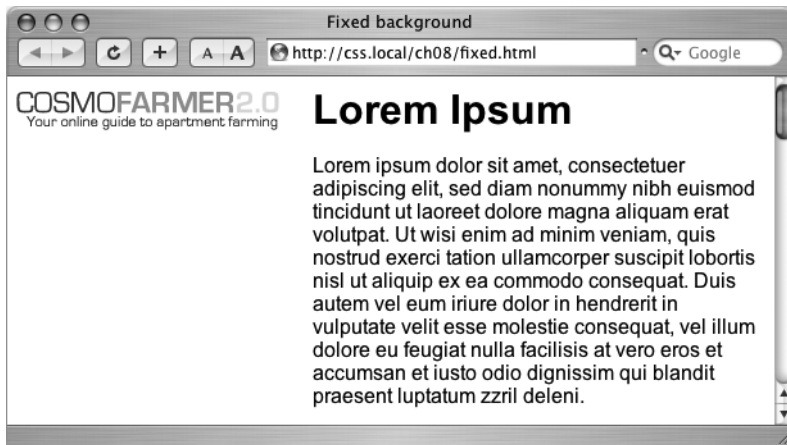 Fixed background
A A http://css.local/ch08/fixed.html Google
COSMOFARMER2.0
Your online guide to apartment farming
Lorem Ipsum
Lorem ipsum dolor sit amet, consectetuer
adipiscing elit, sed diam nonummy nibh euismod
tincidunt ut laoreet dolore magna aliquam erat
volutpat. Ut wisi enim ad minim veniam, quis
nostrud exerci tation ullamcorper suscipit lobortis
nisl ut aliquip ex ea commodo consequat. Duis
autem vel eum iriure dolor in hendrerit in
vulputate velit esse molestie consequat, vel illum
dolore eu feugiat nulla facilisis at vero eros et
accumsan et iusto odio dignissim qui blandit
praesent luptatum zzril deleni.